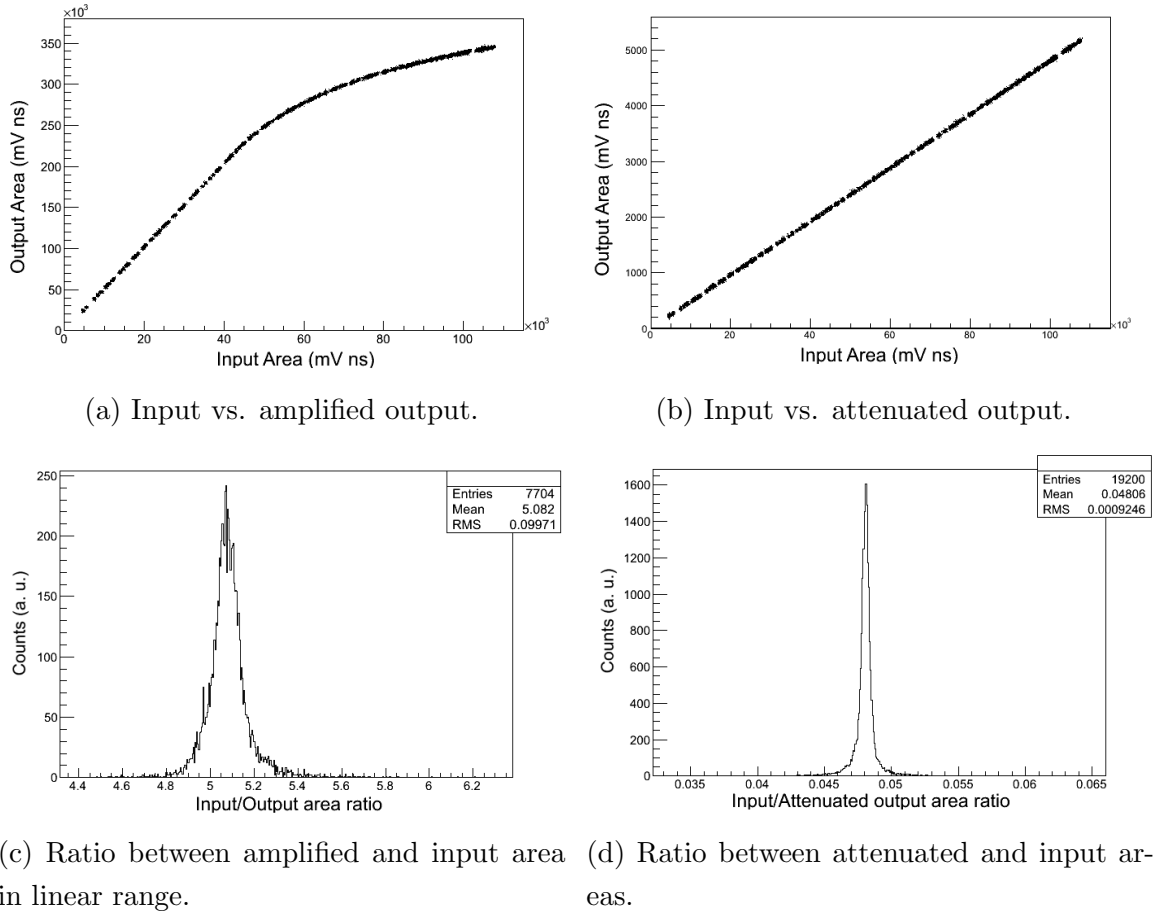 ×10³
350
300
250
200
150
100
50
0
Output Area (mV ns)
0 20 40 60 80 100
×10³
Input Area (mV ns)
5000
4000
3000
2000
1000
0
Output Area (mV ns)
0 20 40 60 80 100
×10³
Input Area (mV ns)
(a) Input vs. amplified output.
(b) Input vs. attenuated output.
250
200
150
100
50
0
Counts (a. u.)
Entries 7704
Mean 5.082
RMS 0.09971
4.4 4.6 4.8 5 5.2 5.4 5.6 5.8 6 6.2
Input/Output area ratio
1600
1400
1200
1000
800
600
400
200
0
Counts (a. u.)
Entries 19200
Mean 0.04806
RMS 0.0009246
0.035 0.04 0.045 0.05 0.055 0.06 0.065
Input/Attenuated output area ratio
(c) Ratio between amplified and input area
in linear range.
(d) Ratio between attenuated and input ar-
eas.